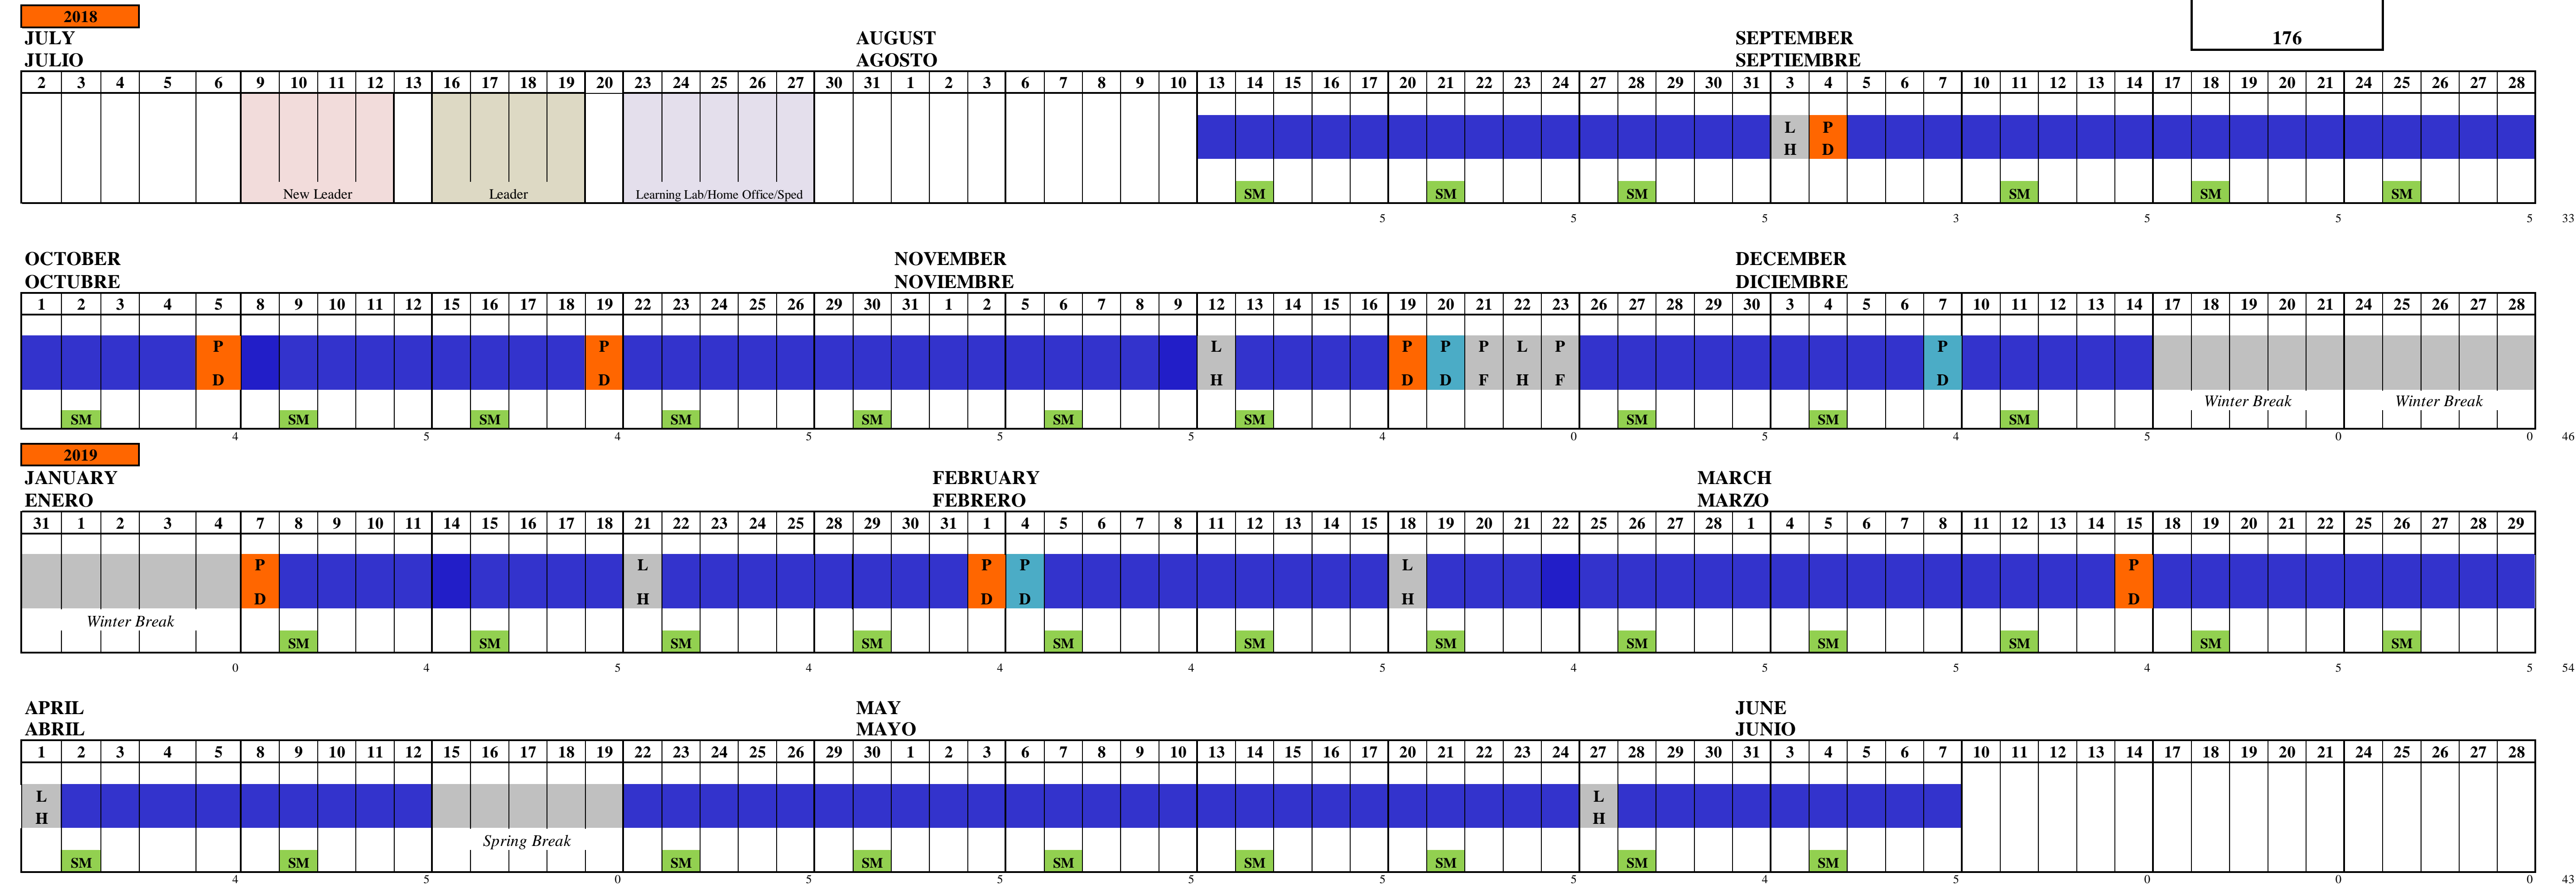 2018
176
JULY AUGUST SEPTEMBER
JULIO AGOSTO SEPTIEMBRE
2 3 4 5 6 9 10 11 12 13 16 17 18 19 20 23 24 25 26 27 30 31 1 2 3 6 7 8 9 10 13 14 15 16 17 20 21 22 23 24 27 28 29 30 31 3 4 5 6 7 10 11 12 13 14 17 18 19 20 21 24 25 26 27 28
L P
H D
New Leader Leader Learning Lab/Home Office/Sped SM SM SM SM SM SM
5 5 5 3 5 5 5 33
OCTOBER NOVEMBER DECEMBER
OCTUBRE NOVIEMBRE DICIEMBRE
1 2 3 4 5 8 9 10 11 12 15 16 17 18 19 22 23 24 25 26 29 30 31 1 2 5 6 7 8 9 12 13 14 15 16 19 20 21 22 23 26 27 28 29 30 3 4 5 6 7 10 11 12 13 14 17 18 19 20 21 24 25 26 27 28
P P L P P P L P P
D D H D D F H F D
Winter Break Winter Break
SM SM SM SM SM SM SM SM SM SM
4 5 4 5 5 5 4 0 5 4 5 0 0 46
2019
JANUARY FEBRUARY MARCH
ENERO FEBRERO MARZO
31 1 2 3 4 7 8 9 10 11 14 15 16 17 18 21 22 23 24 25 28 29 30 31 1 4 5 6 7 8 11 12 13 14 15 18 19 20 21 22 25 26 27 28 1 4 5 6 7 8 11 12 13 14 15 18 19 20 21 22 25 26 27 28 29
P L P P L P
D H D D H D
Winter Break
SM SM SM SM SM SM SM SM SM SM SM SM
0 4 5 4 4 4 5 4 5 5 4 5 5 54
APRIL MAY JUNE
ABRIL MAYO JUNIO
1 2 3 4 5 8 9 10 11 12 15 16 17 18 19 22 23 24 25 26 29 30 1 2 3 6 7 8 9 10 13 14 15 16 17 20 21 22 23 24 27 28 29 30 31 3 4 5 6 7 10 11 12 13 14 17 18 19 20 21 24 25 26 27 28
L L
H H
Spring Break
SM SM SM SM SM SM SM SM SM
4 5 0 5 5 5 5 5 4 5 0 0 0 43